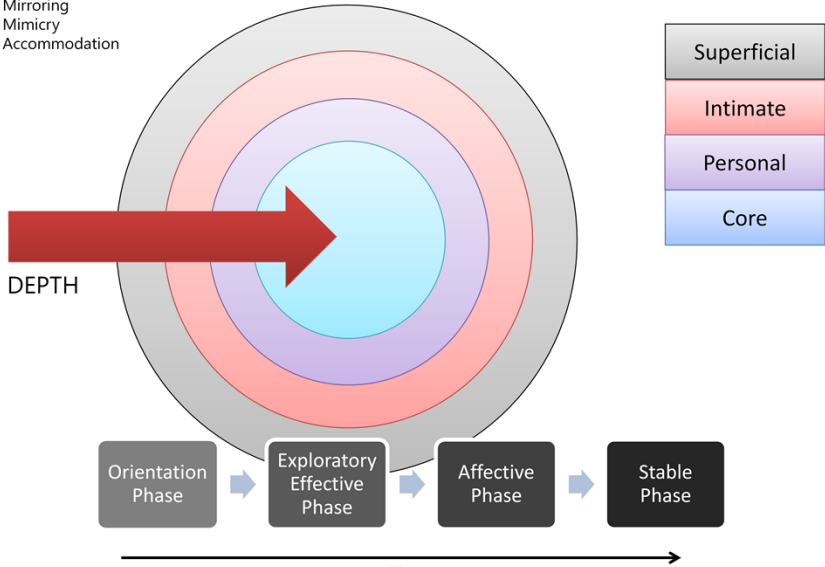 Mirroring
Mimicry
Accommodation
Superficial
Intimate
Personal
Core
DEPTH
Orientation
Phase
Exploratory
Effective
Phase
Affective
Phase
Stable
Phase